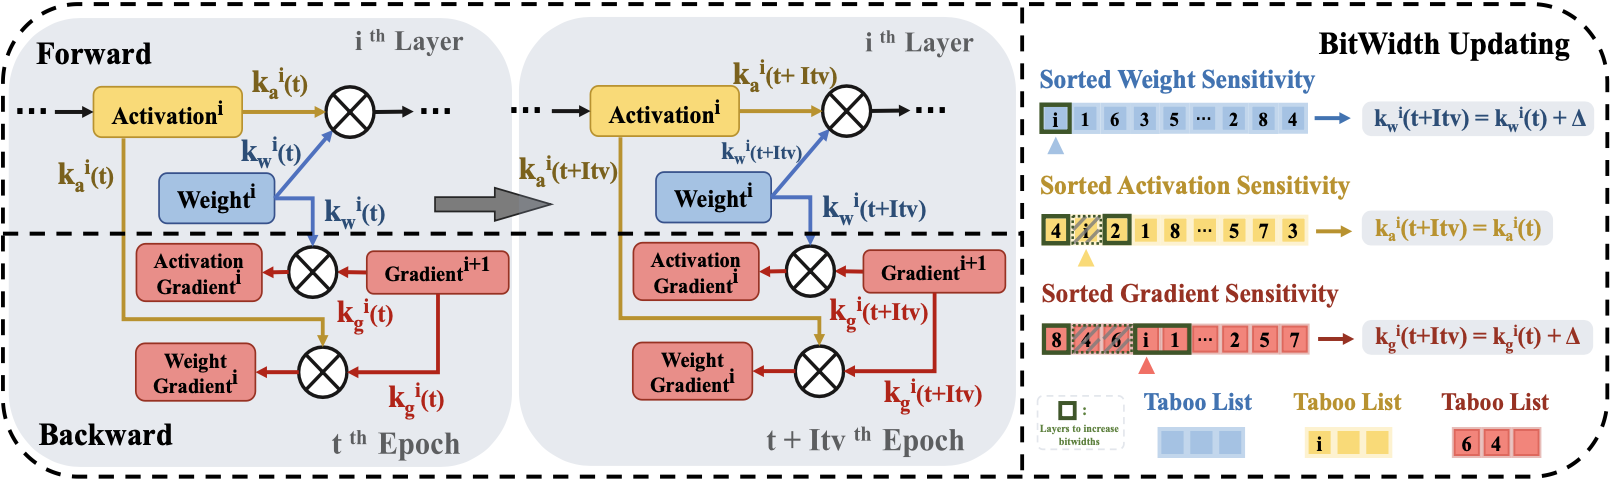 Forward
i th Layer
k_a^i(t)
... Activation^i ...
k_w^i(t)
k_a^i(t)
Weight^i
k_w^i(t)
Activation
Gradient^i
Gradient^i+1
k_g^i(t)
Weight
Gradient^i
k_g^i(t)
Backward
t th Epoch
i th Layer
k_a^i(t+ Itv)
... Activation^i ...
k_w^i(t+Itv)
k_a^i(t+Itv)
Weight^i
k_w^i(t+Itv)
Activation
Gradient^i
Gradient^i+1
k_g^i(t+Itv)
Weight
Gradient^i
k_g^i(t+Itv)
t + Itv th Epoch
BitWidth Updating
Sorted Weight Sensitivity
i 1 6 3 5 ... 2 8 4
k_w^i(t+Itv) = k_w^i(t) + Δ
Sorted Activation Sensitivity
4 i 2 1 8 ... 5 7 3
k_a^i(t+Itv) = k_a^i(t)
Sorted Gradient Sensitivity
8 4 6 i 1 ... 2 5 7
k_g^i(t+Itv) = k_g^i(t) + Δ
:
Layers to increase
bitwidths
Taboo List
Taboo List
i
Taboo List
6 4